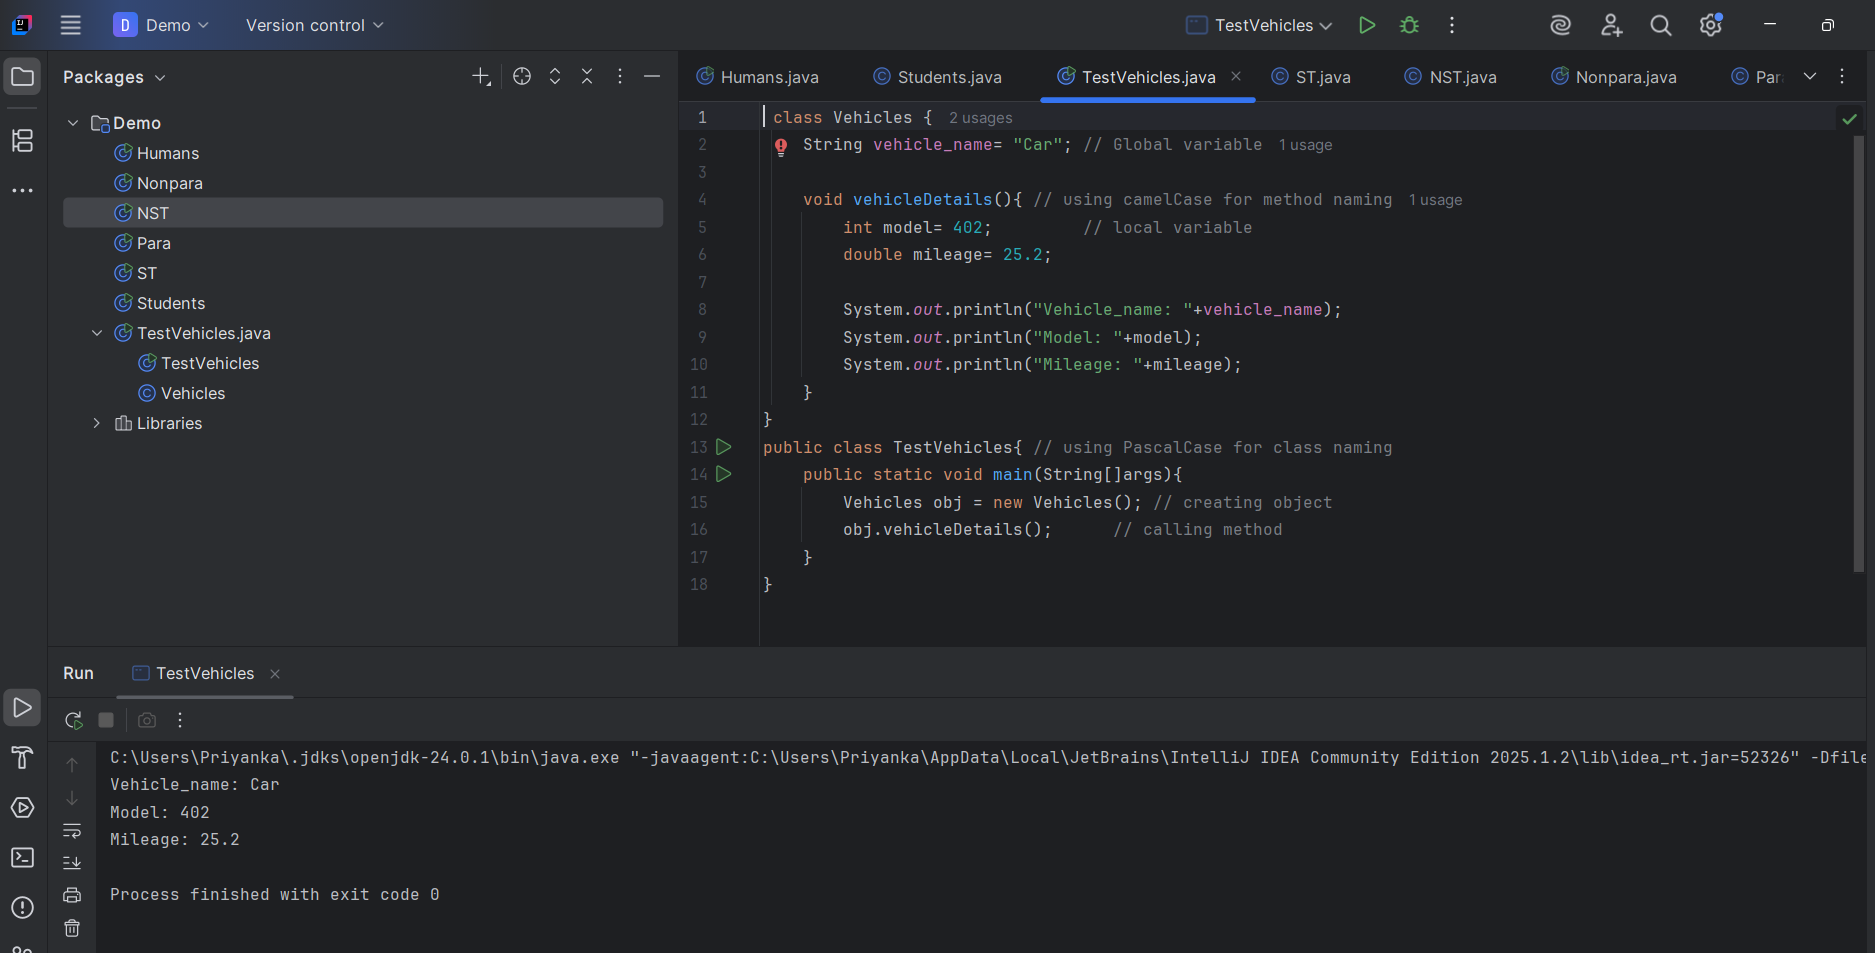 D Demo Version control TestVehicles
Packages
Humans.java Students.java TestVehicles.java ST.java NST.java Nonpara.java Par
Demo
Humans
Nonpara
NST
Para
ST
Students
TestVehicles.java
TestVehicles
Vehicles
Libraries
1 class Vehicles { 2 usages
2 String vehicle_name= "Car"; // Global variable 1 usage
3
4 void vehicleDetails(){ // using camelCase for method naming 1 usage
5 int model= 402; // local variable
6 double mileage= 25.2;
7
8 System.out.println("Vehicle_name: "+vehicle_name);
9 System.out.println("Model: "+model);
10 System.out.println("Mileage: "+mileage);
11 }
12 }
13 public class TestVehicles{ // using PascalCase for class naming
14 public static void main(String[]args){
15 Vehicles obj = new Vehicles(); // creating object
16 obj.vehicleDetails(); // calling method
17 }
18 }
Run TestVehicles
C:\Users\Priyanka\.jdks\openjdk-24.0.1\bin\java.exe "-javaagent:C:\Users\Priyanka\AppData\Local\JetBrains\IntelliJ IDEA Community Edition 2025.1.2\lib\idea_rt.jar=52326" -Dfile
Vehicle_name: Car
Model: 402
Mileage: 25.2
Process finished with exit code 0